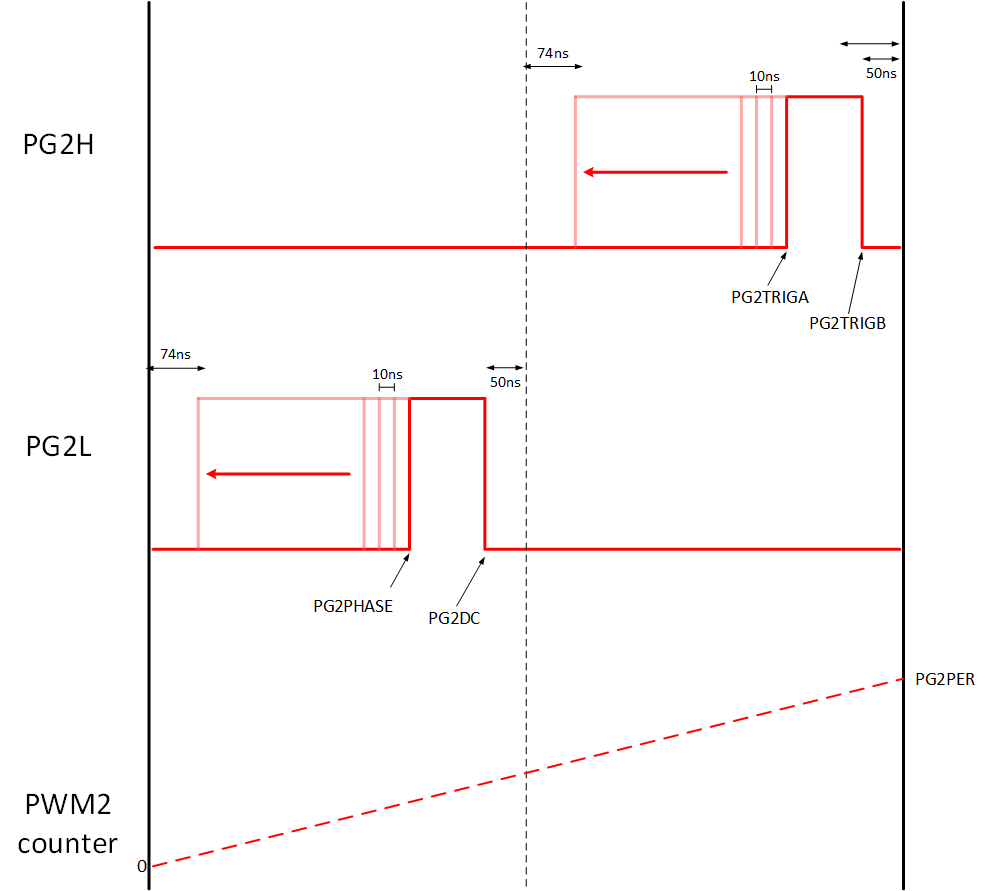 74ns
50ns
10ns
PG2H
PG2TRIGA
PG2TRIGB
74ns
10ns
50ns
PG2L
PG2PHASE
PG2DC
PG2PER
PWM2
counter
0